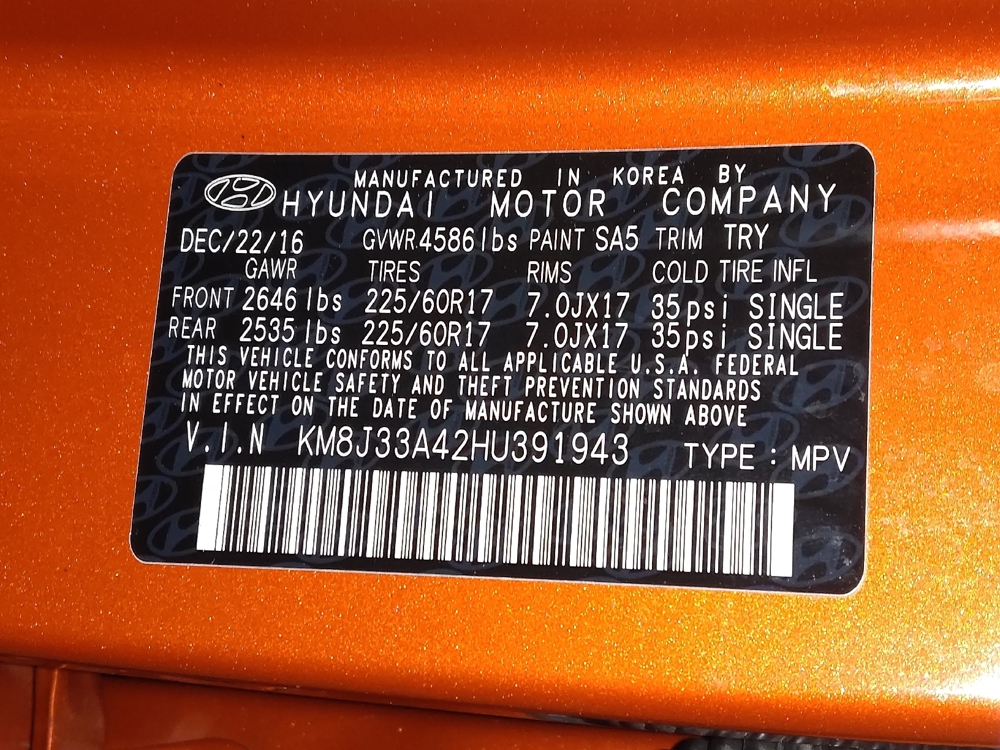 MANUFACTURED IN KOREA BY
HYUNDAI MOTOR COMPANY
DEC/22/16 GVWR 4586lbs PAINT SA5 TRIM TRY
GAWR TIRES RIMS COLD TIRE INFL
FRONT 2646 lbs 225/60R17 7.0JX17 35psi SINGLE
REAR 2535 lbs 225/60R17 7.0JX17 35psi SINGLE
THIS VEHICLE CONFORMS TO ALL APPLICABLE U.S.A. FEDERAL
MOTOR VEHICLE SAFETY AND THEFT PREVENTION STANDARDS
IN EFFECT ON THE DATE OF MANUFACTURE SHOWN ABOVE
V.I.N KM8J33A42HU391943 TYPE : MPV